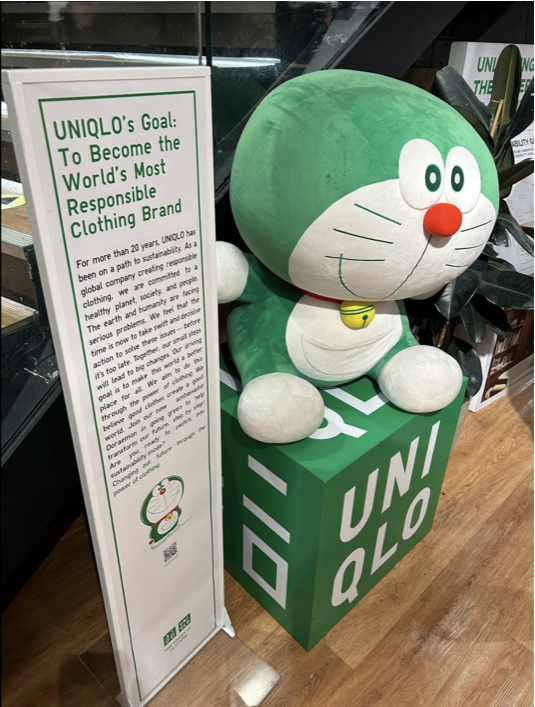 UNIQLO's Goal:
To Become the
World's Most
Responsible
Clothing Brand
For more than 20 years, UNIQLO has
been on a path to sustainability. As a
global company creating responsible
clothing, we are committed to a
healthy planet, society, and people.
The earth and humanity are facing
serious problems. We feel that the
time is now to take swift and decisive
action to solve these issues – before
it's too late. Together, our small steps
will lead to big changes. Our driving
goal is to make this world a better
place for all. We aim to do this
through the power of clothing. We
believe good clothes create a good
world. Join our new ambassador
Doraemon in going green to help
transform our future, step by step.
Are you ready to switch into
sustainability mode?
Changing our future through the
power of clothing.
UNI
QLO
QL